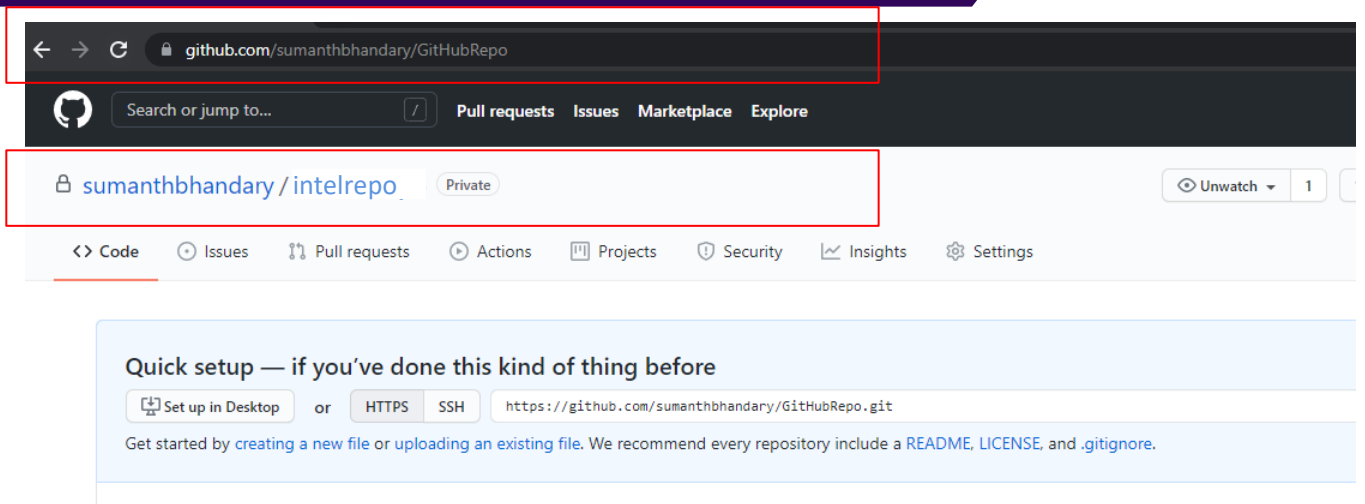 github.com/sumanthbhandary/GitHubRepo
Search or jump to... / Pull requests Issues Marketplace Explore
sumanthbhandary / intelrepo Private Unwatch 1
<> Code Issues Pull requests Actions Projects Security Insights Settings
Quick setup — if you've done this kind of thing before
Set up in Desktop or HTTPS SSH https://github.com/sumanthbhandary/GitHubRepo.git
Get started by creating a new file or uploading an existing file. We recommend every repository include a README, LICENSE, and .gitignore.